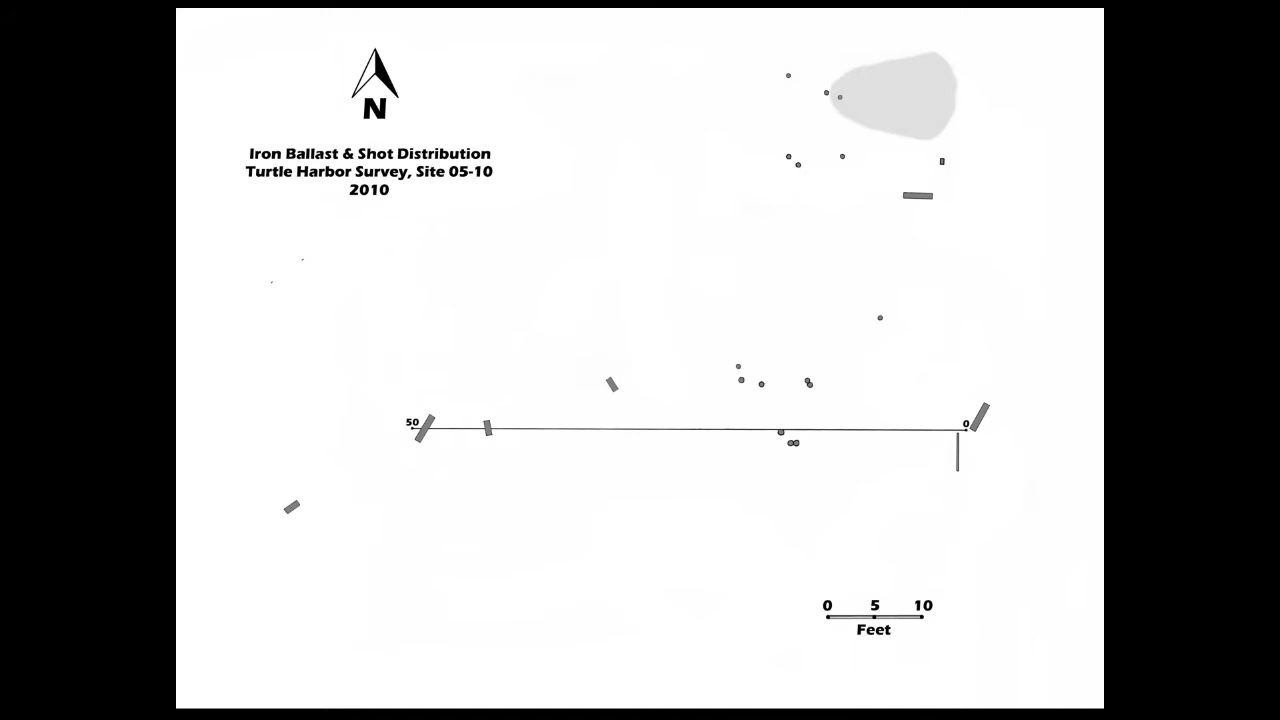 N
Iron Ballast & Shot Distribution
Turtle Harbor Survey, Site 05-10
2010
50
0
0 5 10
Feet